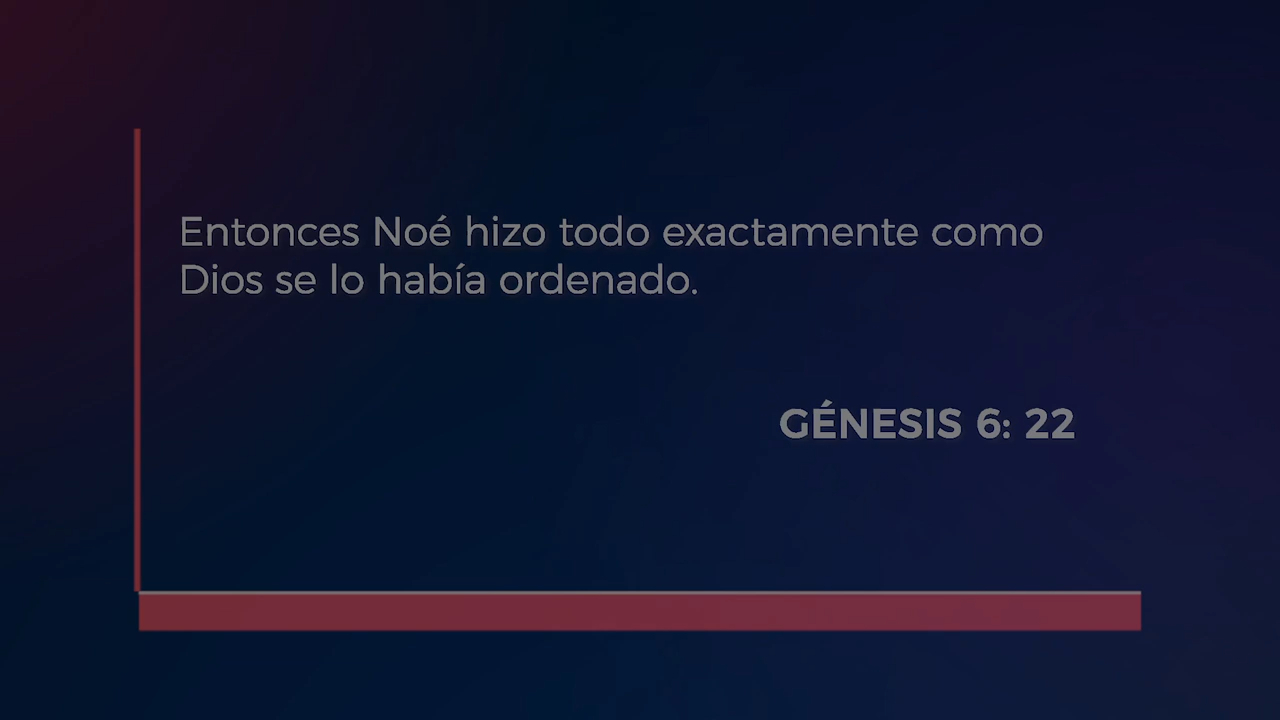 Entonces Noé hizo todo exactamente como
Dios se lo había ordenado.
GÉNESIS 6: 22